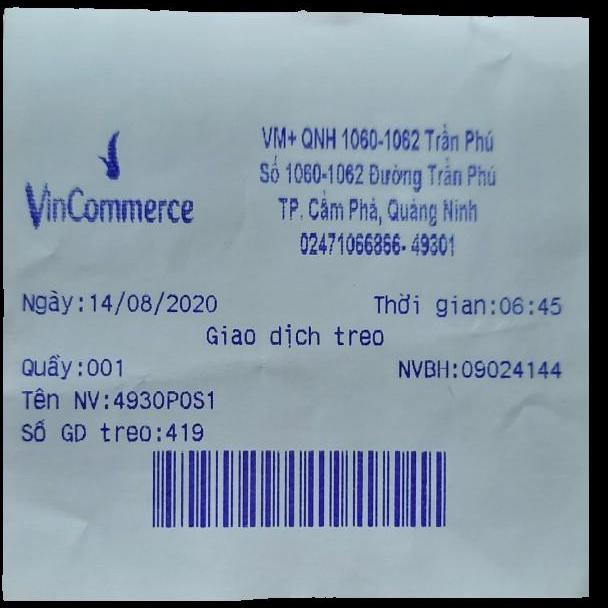 VinCommerce
VM+ QNH 1060-1062 Trần Phú
Số 1060-1062 Đường Trần Phú
TP. Cẩm Phả, Quảng Ninh
02471066866- 49301
Ngày:14/08/2020 Thời gian:06:45
Giao dịch treo
Quầy:001 NVBH:09024144
Tên NV:4930POS1
Số GD treo:419